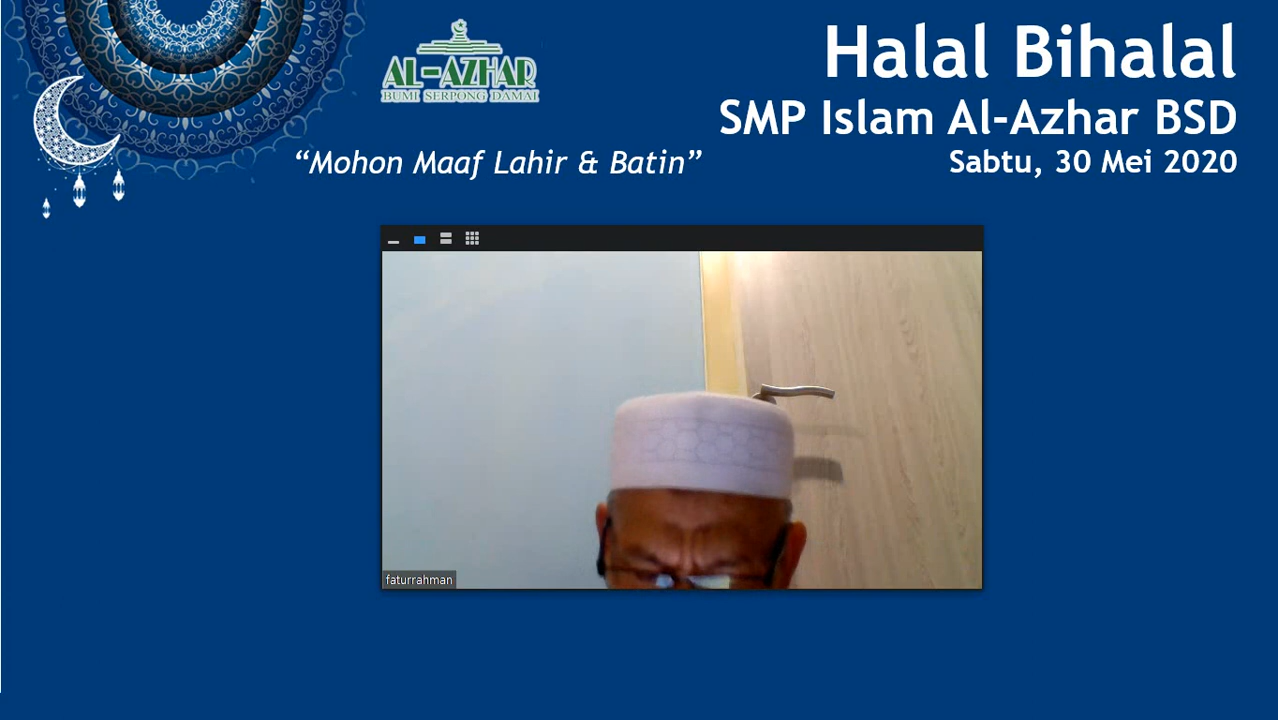 AL-AZHAR
BUMI SERPONG DAMAI
Halal Bihalal
SMP Islam Al-Azhar BSD
"Mohon Maaf Lahir & Batin"
Sabtu, 30 Mei 2020
faturrahman